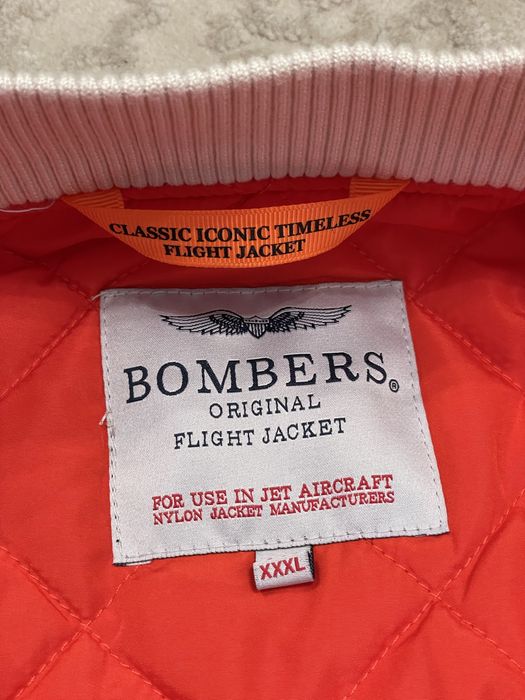 CLASSIC ICONIC TIMELESS
FLIGHT JACKET
BOMBERS®
ORIGINAL
FLIGHT JACKET
FOR USE IN JET AIRCRAFT
NYLON JACKET MANUFACTURERS
XXXL